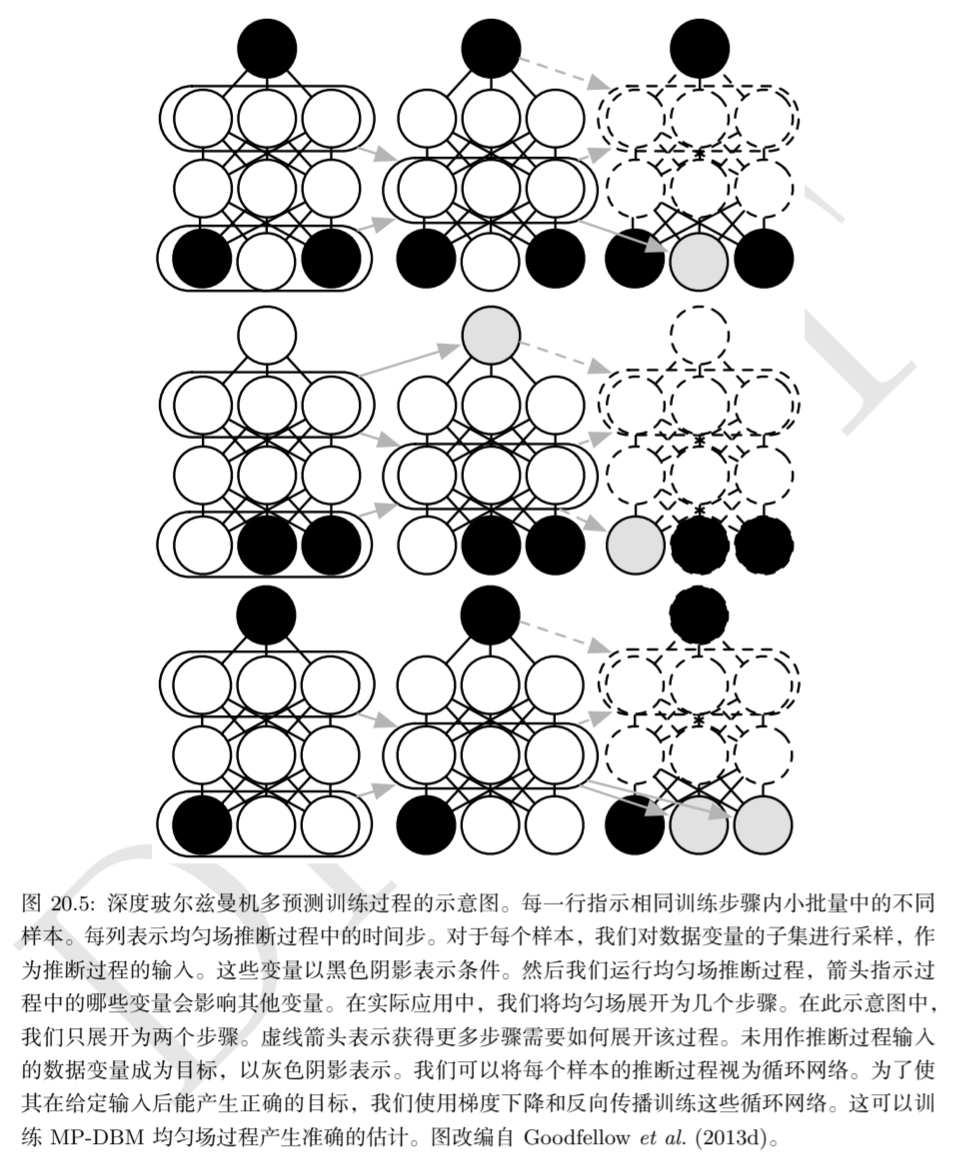 图 20.5: 深度玻尔兹曼机多预测训练过程的示意图。每一行指示相同训练步骤内小批量中的不同
样本。每列表示均匀场推断过程中的时间步。对于每个样本，我们对数据变量的子集进行采样，作
为推断过程的输入。这些变量以黑色阴影表示条件。然后我们运行均匀场推断过程，箭头指示过
程中的哪些变量会影响其他变量。在实际应用中，我们将均匀场展开为几个步骤。在此示意图中，
我们只展开为两个步骤。虚线箭头表示获得更多步骤需要如何展开该过程。未用作推断过程输入
的数据变量成为目标，以灰色阴影表示。我们可以将每个样本的推断过程视为循环网络。为了使
其在给定输入后能产生正确的目标，我们使用梯度下降和反向传播训练这些循环网络。这可以训
练 MP-DBM 均匀场过程产生准确的估计。图改编自 Goodfellow et al. (2013d)。